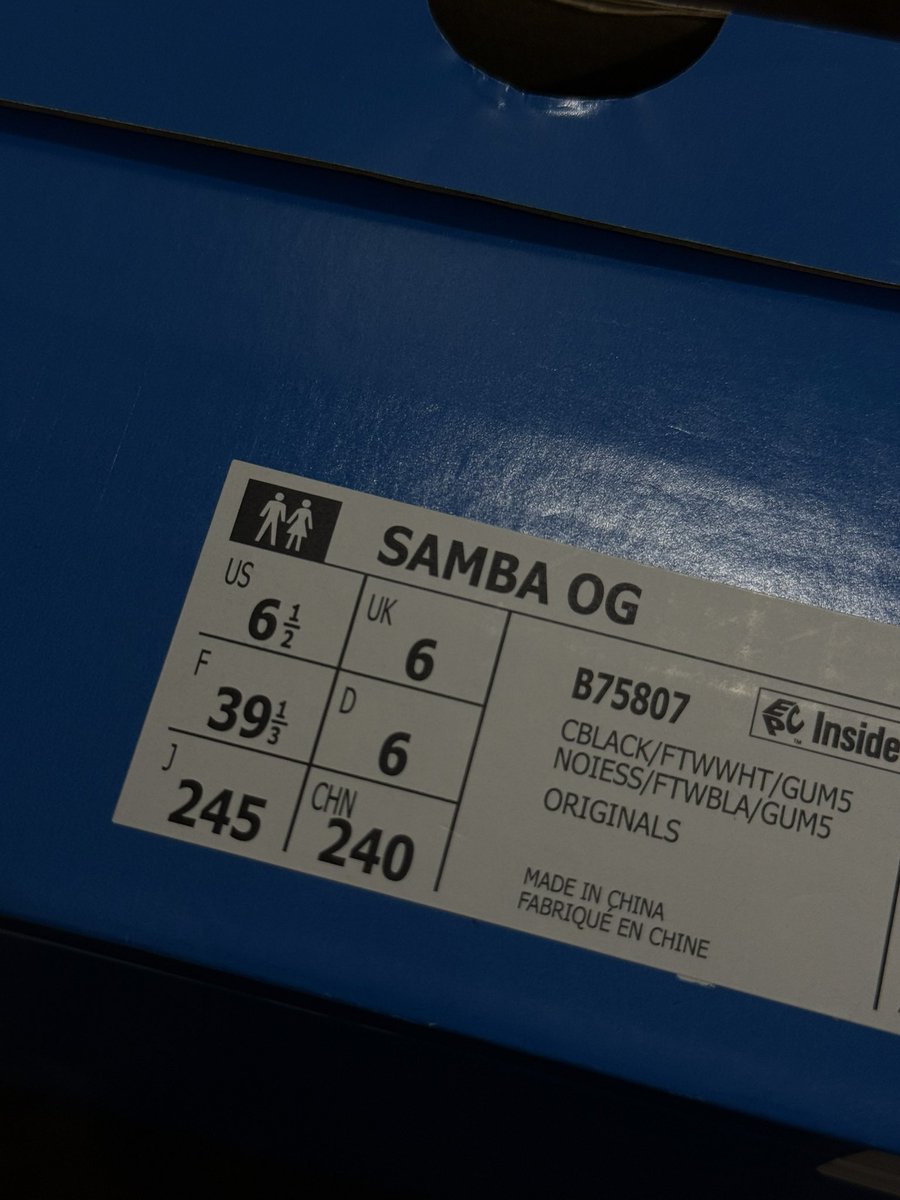 SAMBA OG
US
6 1/2
UK
6
F
39 1/3
D
6
J
245
CHN
240
B75807
EPC™ Inside
CBLACK/FTWWHT/GUM5
NOIESS/FTWBLA/GUM5
ORIGINALS
MADE IN CHINA
FABRIQUÉ EN CHINE